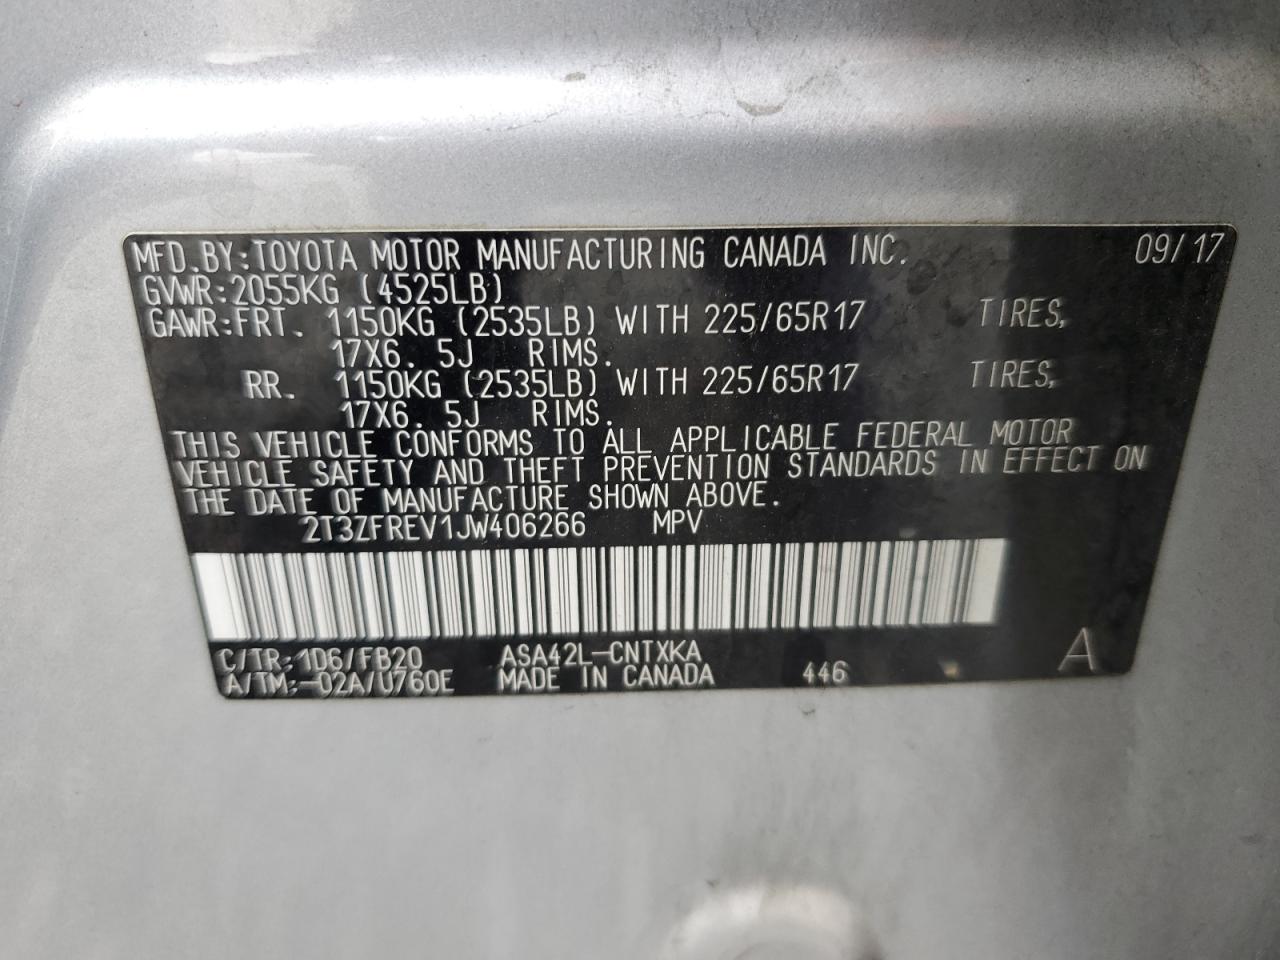 MFD.BY:TOYOTA MOTOR MANUFACTURING CANADA INC. 09/17
GVWR:2055KG (4525LB)
GAWR:FRT. 1150KG (2535LB) WITH 225/65R17 TIRES,
17X6. 5J RIMS.
RR. 1150KG (2535LB) WITH 225/65R17 TIRES,
17X6. 5J RIMS.
THIS VEHICLE CONFORMS TO ALL APPLICABLE FEDERAL MOTOR
VEHICLE SAFETY AND THEFT PREVENTION STANDARDS IN EFFECT ON
THE DATE OF MANUFACTURE SHOWN ABOVE.
2T3ZFREV1JW406266 MPV
C/TR:1D6/FB20 ASA42L-CNTXKA A
A/TM:-02A/U760E MADE IN CANADA 446